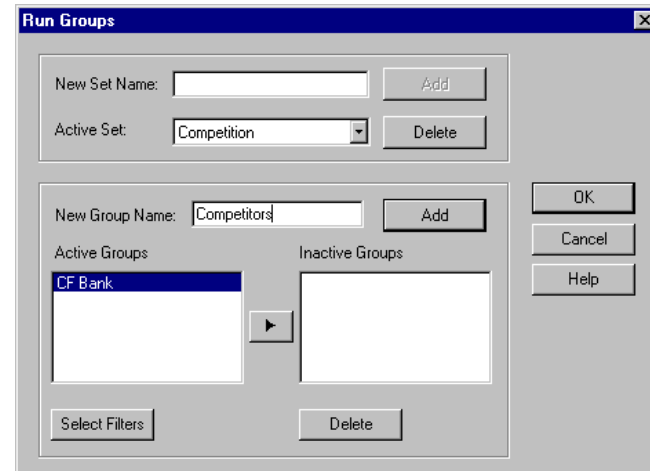 Run Groups
New Set Name: Add
Active Set: Competition Delete
New Group Name: Competitors Add
Active Groups Inactive Groups
CF Bank
Select Filters Delete
OK
Cancel
Help